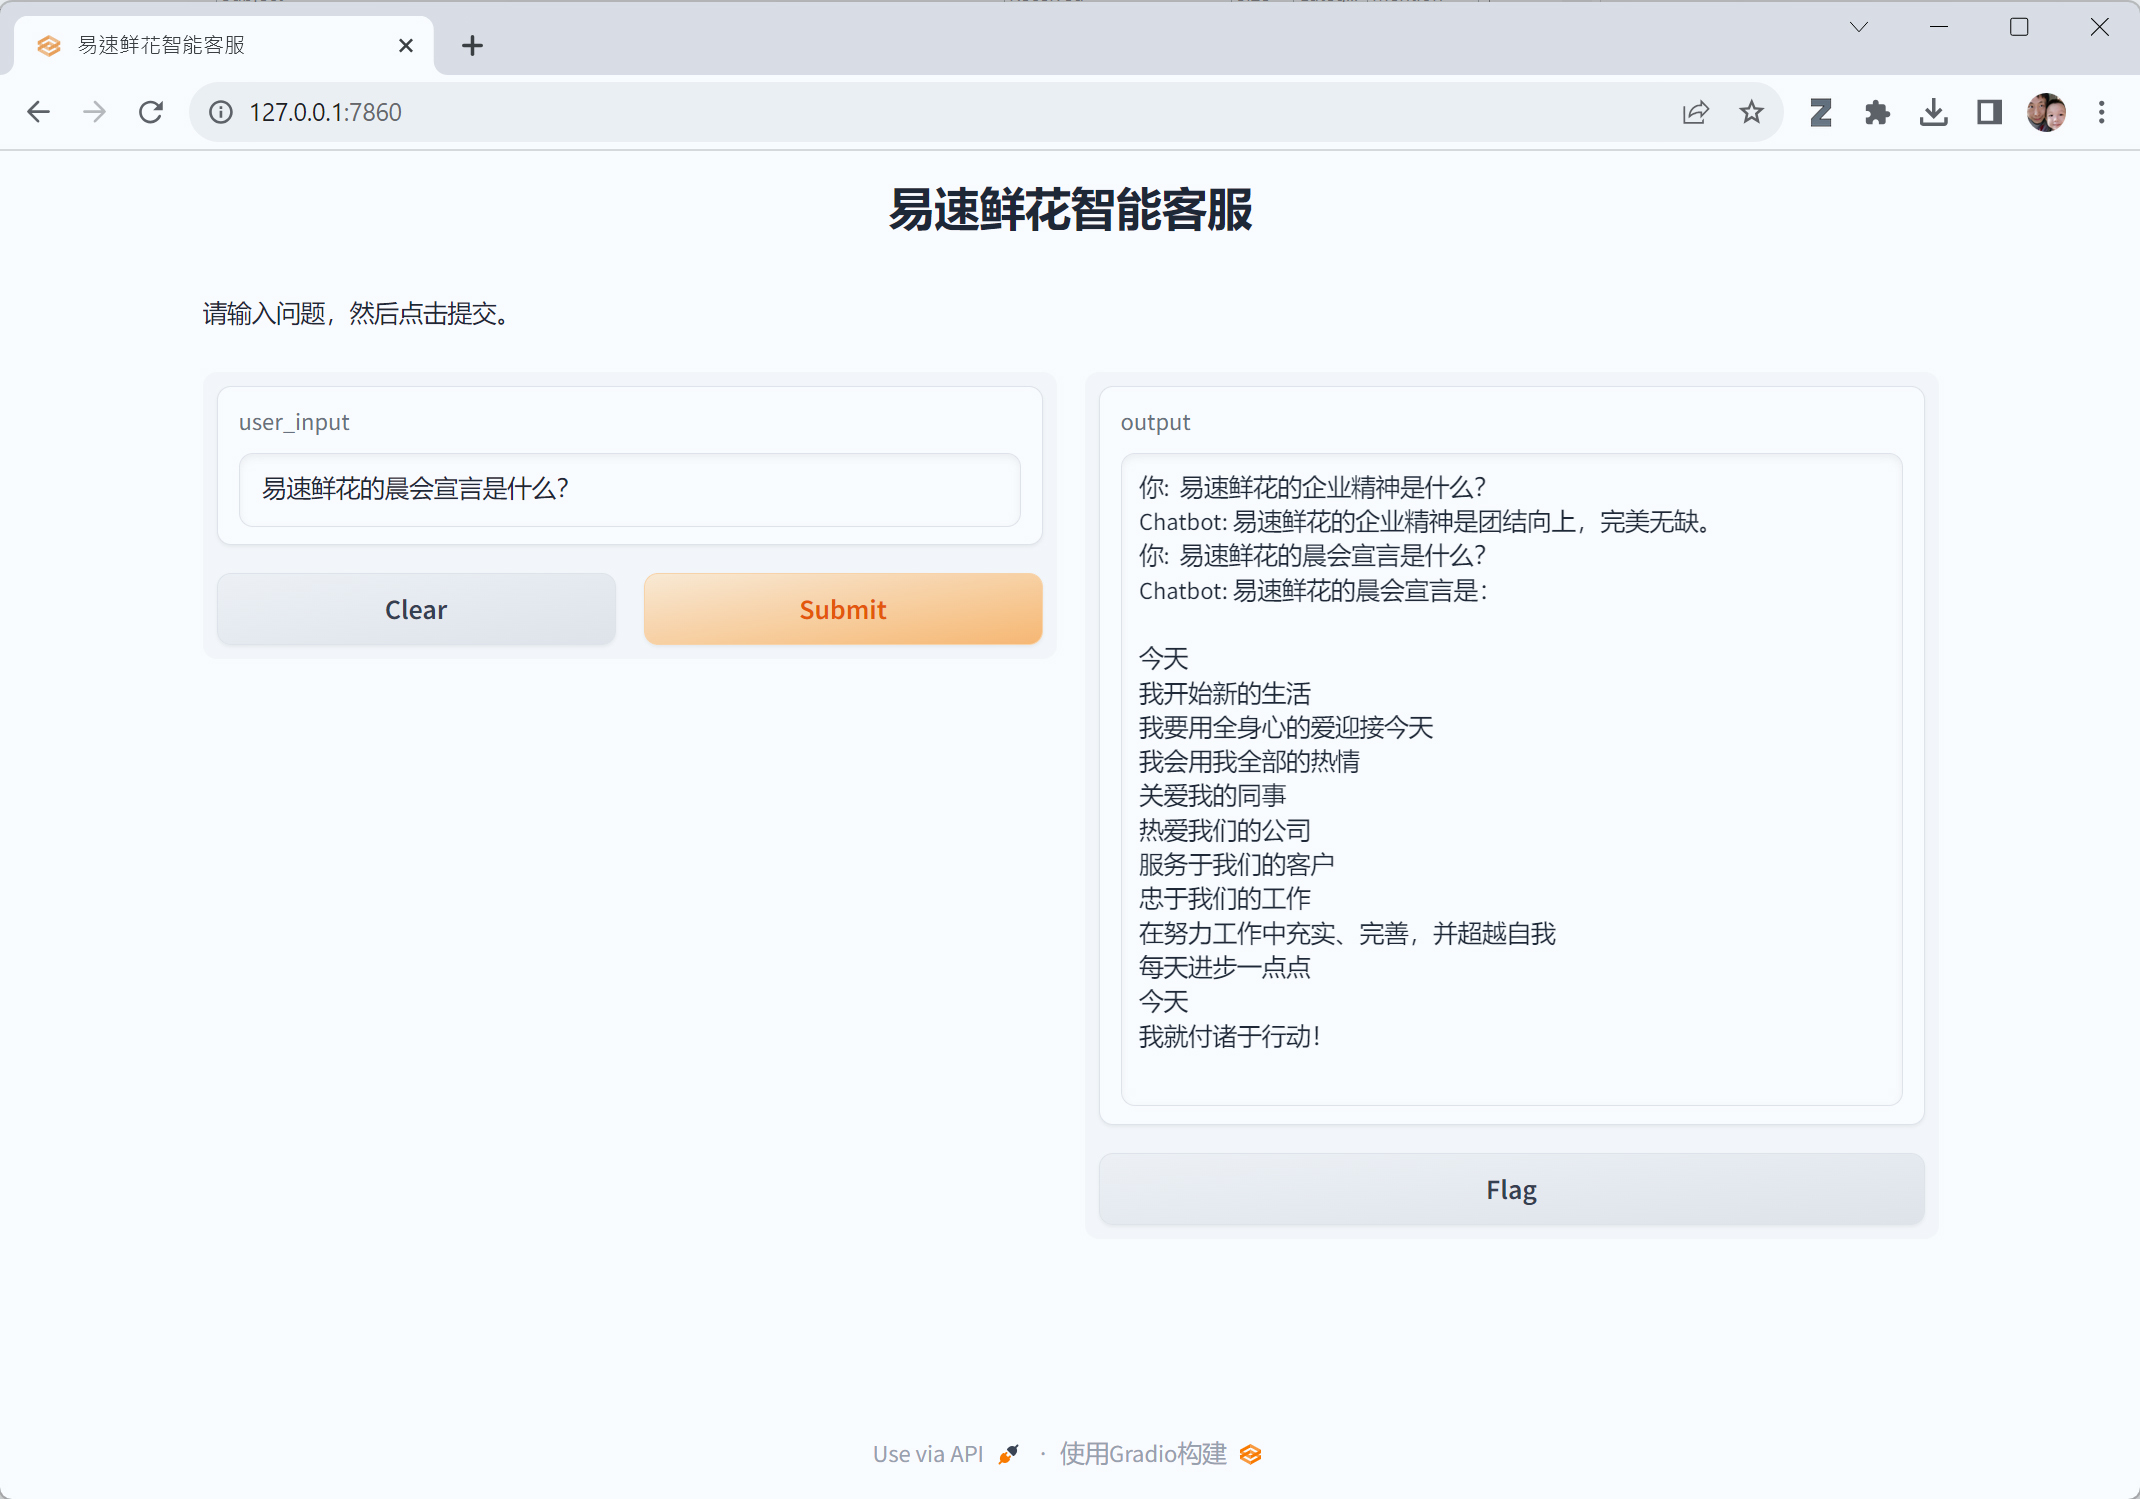 易速鲜花智能客服
127.0.0.1:7860
易速鲜花智能客服
请输入问题，然后点击提交。
user_input
易速鲜花的晨会宣言是什么？
Clear
Submit
output
你: 易速鲜花的企业精神是什么？
Chatbot: 易速鲜花的企业精神是团结向上，完美无缺。
你: 易速鲜花的晨会宣言是什么？
Chatbot: 易速鲜花的晨会宣言是：
今天
我开始新的生活
我要用全身心的爱迎接今天
我会用我全部的热情
关爱我的同事
热爱我们的公司
服务于我们的客户
忠于我们的工作
在努力工作中充实、完善，并超越自我
每天进步一点点
今天
我就付诸于行动！
Flag
Use via API · 使用Gradio构建